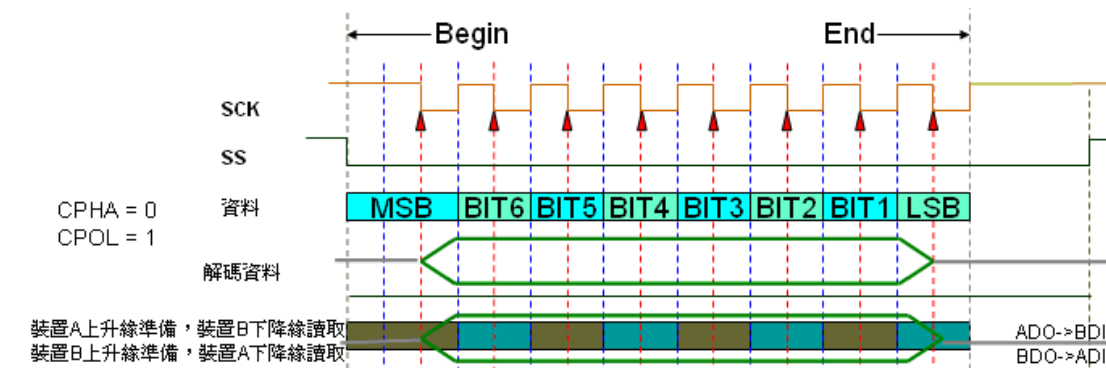 Begin End
SCK
SS
CPHA = 0
CPOL = 1
資料 MSB BIT6 BIT5 BIT4 BIT3 BIT2 BIT1 LSB
解碼資料
裝置A上升緣準備，裝置B下降緣讀取 ADO->BDI
裝置B上升緣準備，裝置A下降緣讀取 BDO->ADI